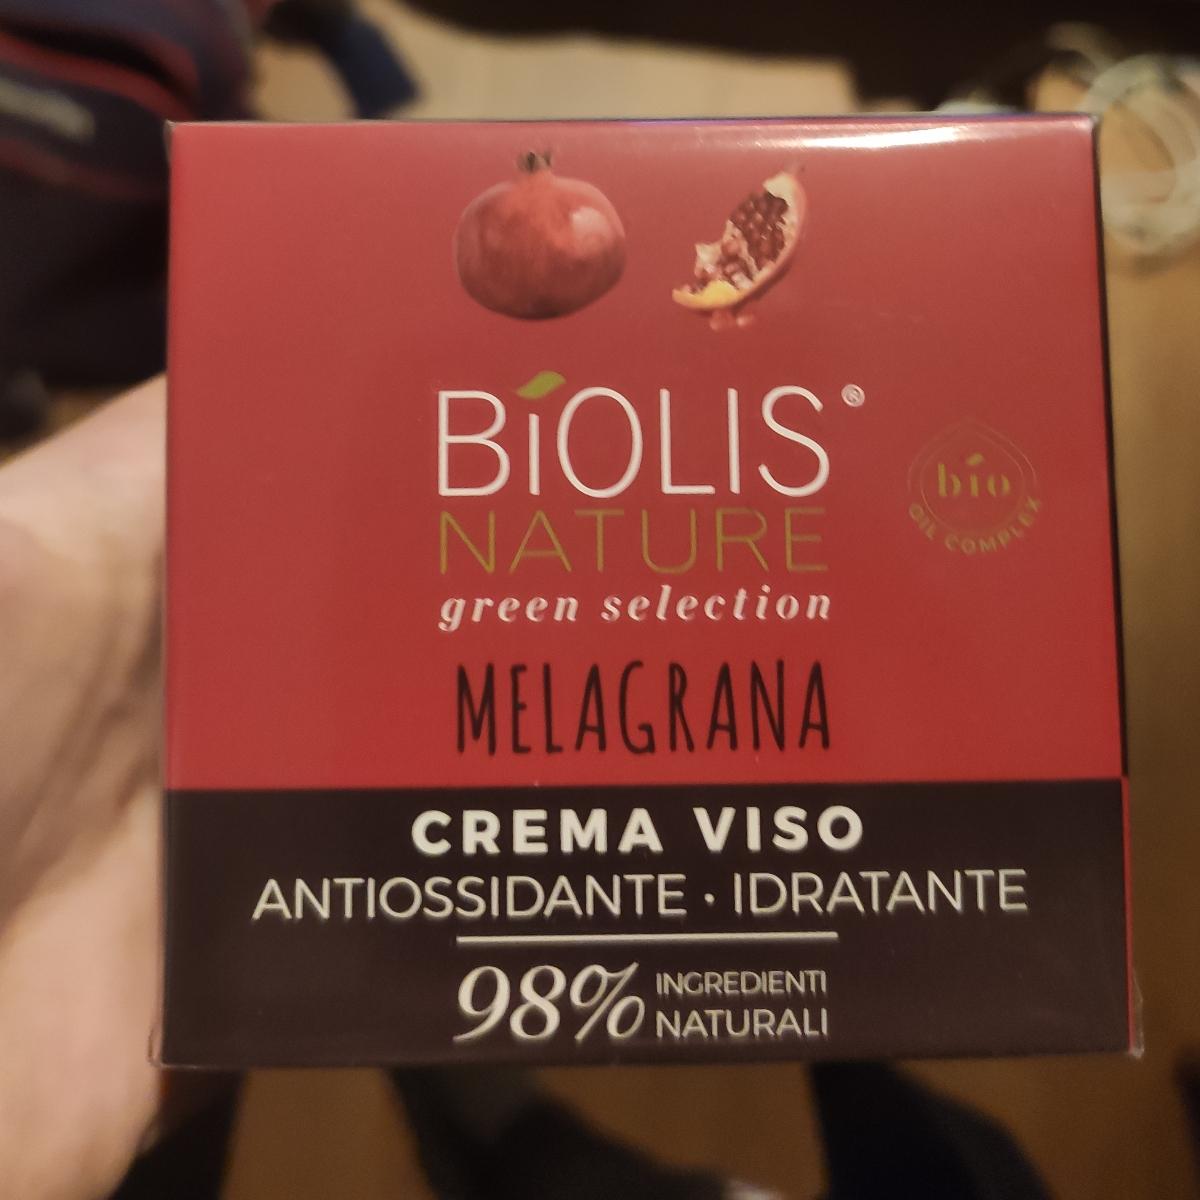 BiOLIS®
NATURE
green selection
bio
OIL COMPLEX
MELAGRANA
CREMA VISO
ANTIOSSIDANTE · IDRATANTE
98% INGREDIENTI
NATURALI